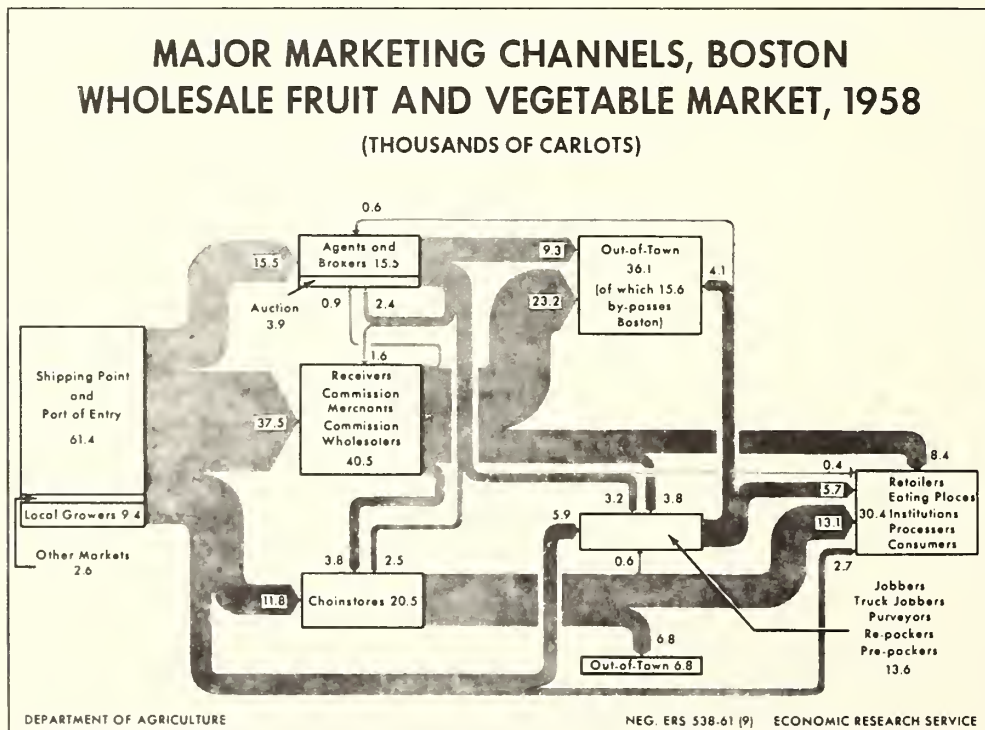 MAJOR MARKETING CHANNELS, BOSTON
WHOLESALE FRUIT AND VEGETABLE MARKET, 1958
(THOUSANDS OF CARLOTS)
0.6
15.5
Agents and
Brokers 15.5
9.3
Out-of-Town
36.1
(of which 15.6
by-passes
Boston)
4.1
Auction
3.9
0.9
2.4
23.2
1.6
Shipping Point
and
Port of Entry
61.4
Receivers
Commission
Merchants
Commission
Wholesalers
40.5
37.5
8.4
Local Growers 9.4
Other Markets
2.6
3.2
3.8
0.4
5.7
Retailers
Eating Places
30.4 Institutions
Processers
Consumers
13.1
5.9
3.8
2.5
0.6
2.7
11.8
Chainstores 20.5
Jobbers
Truck Jobbers
Purveyors
Re-packers
Pre-packers
13.6
6.8
Out-of-Town 6.8
DEPARTMENT OF AGRICULTURE
NEG. ERS 538-61 (9) ECONOMIC RESEARCH SERVICE